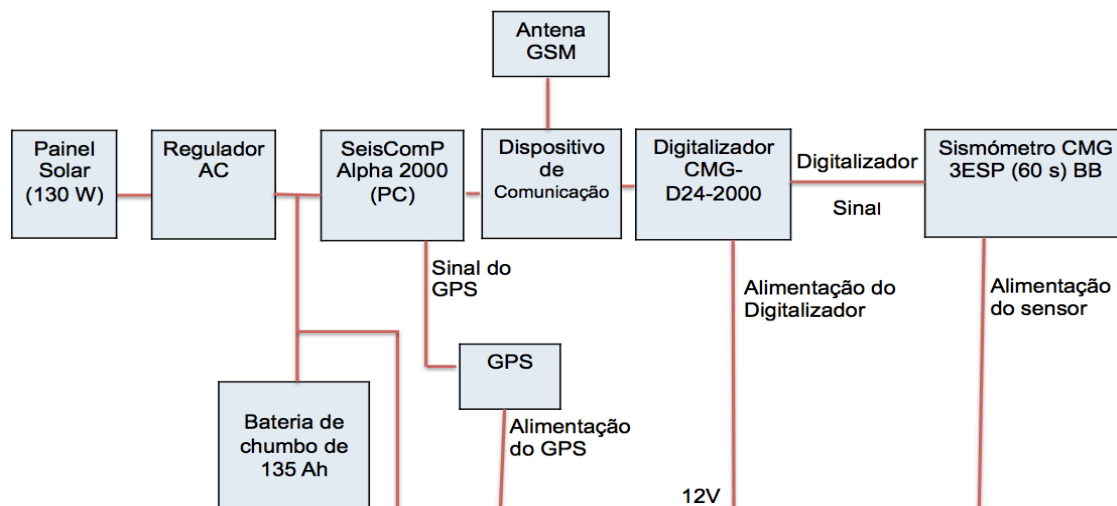 Antena
GSM
Painel
Solar
(130 W)
Regulador
AC
SeisComP
Alpha 2000
(PC)
Dispositivo
de
Comunicação
Digitalizador
CMG-
D24-2000
Digitalizador
Sinal
Sismómetro CMG
3ESP (60 s) BB
Sinal do
GPS
Alimentação do
Digitalizador
Alimentação
do sensor
GPS
Bateria de
chumbo de
135 Ah
Alimentação
do GPS
12V